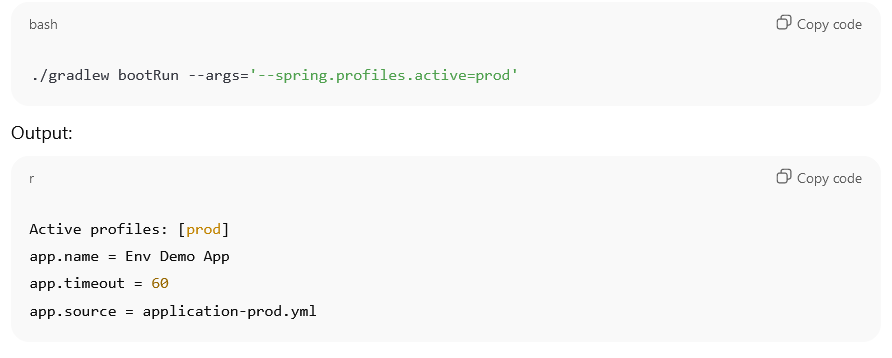 bash
Copy code
./gradlew bootRun --args='--spring.profiles.active=prod'
Output:
r
Copy code
Active profiles: [prod]
app.name = Env Demo App
app.timeout = 60
app.source = application-prod.yml